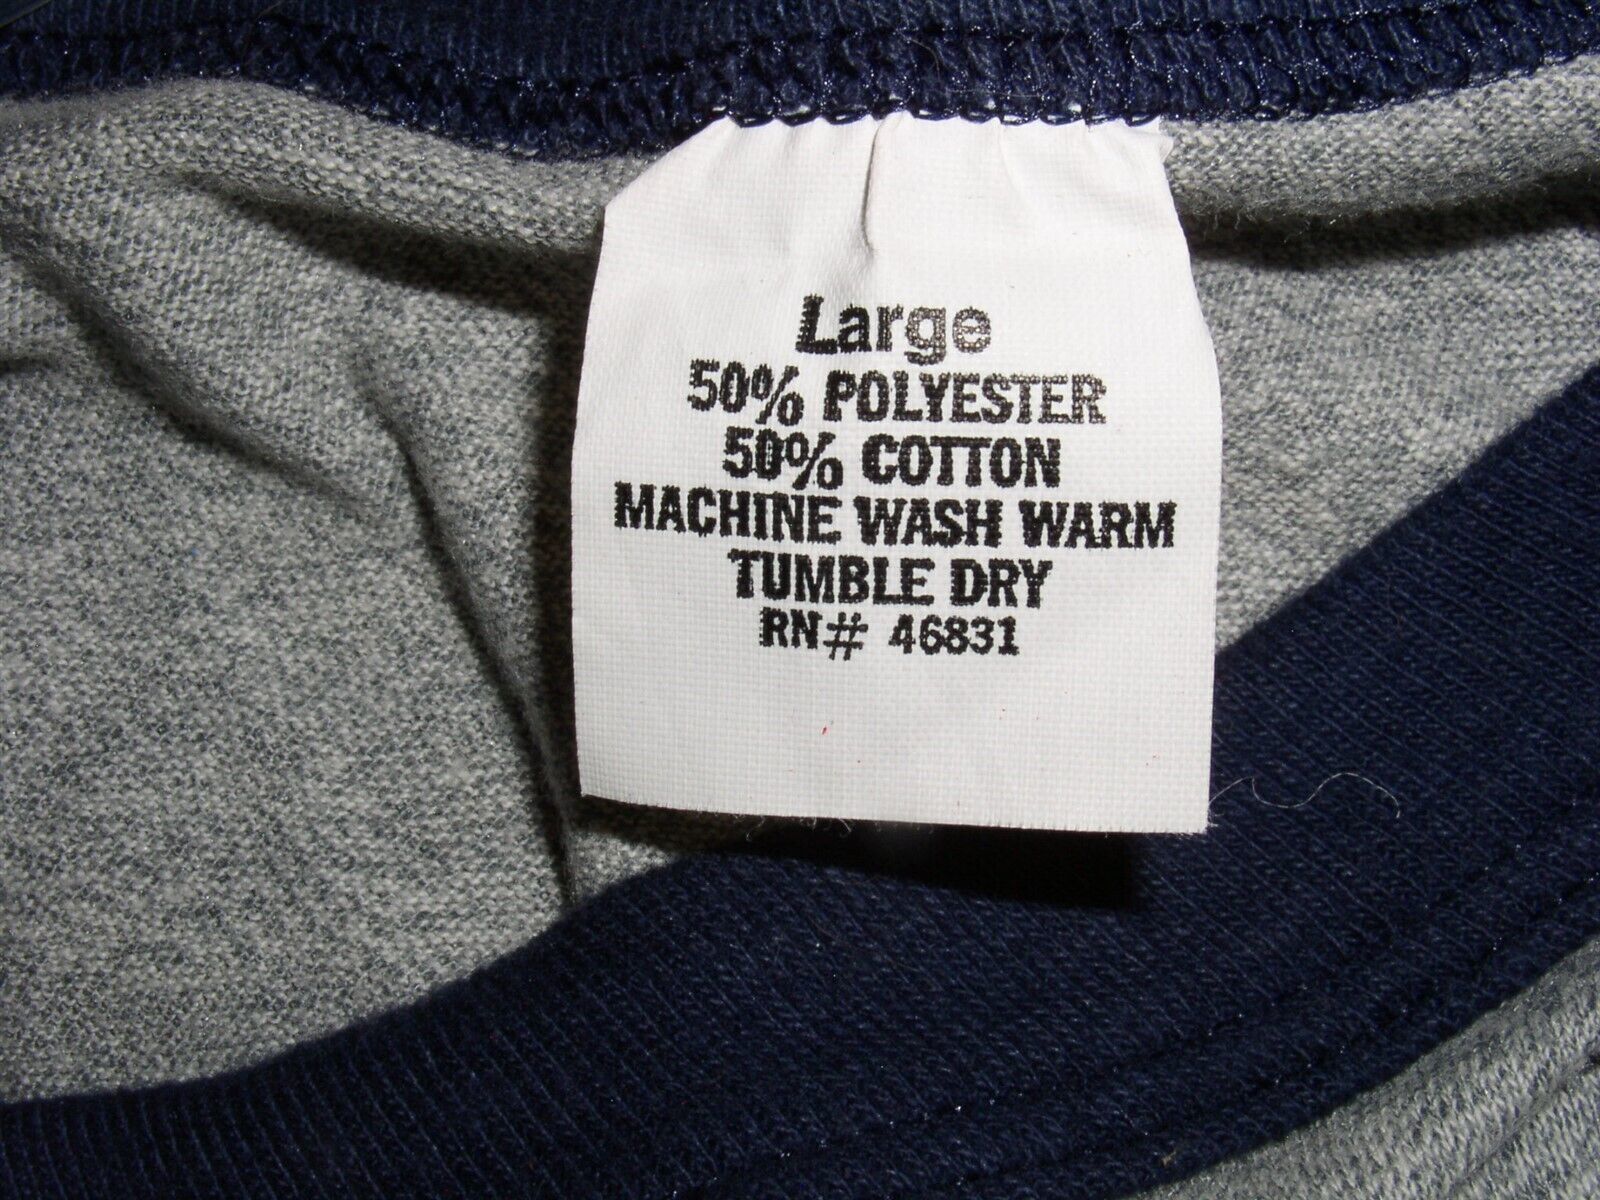 Large
50% POLYESTER
50% COTTON
MACHINE WASH WARM
TUMBLE DRY
RN# 46831